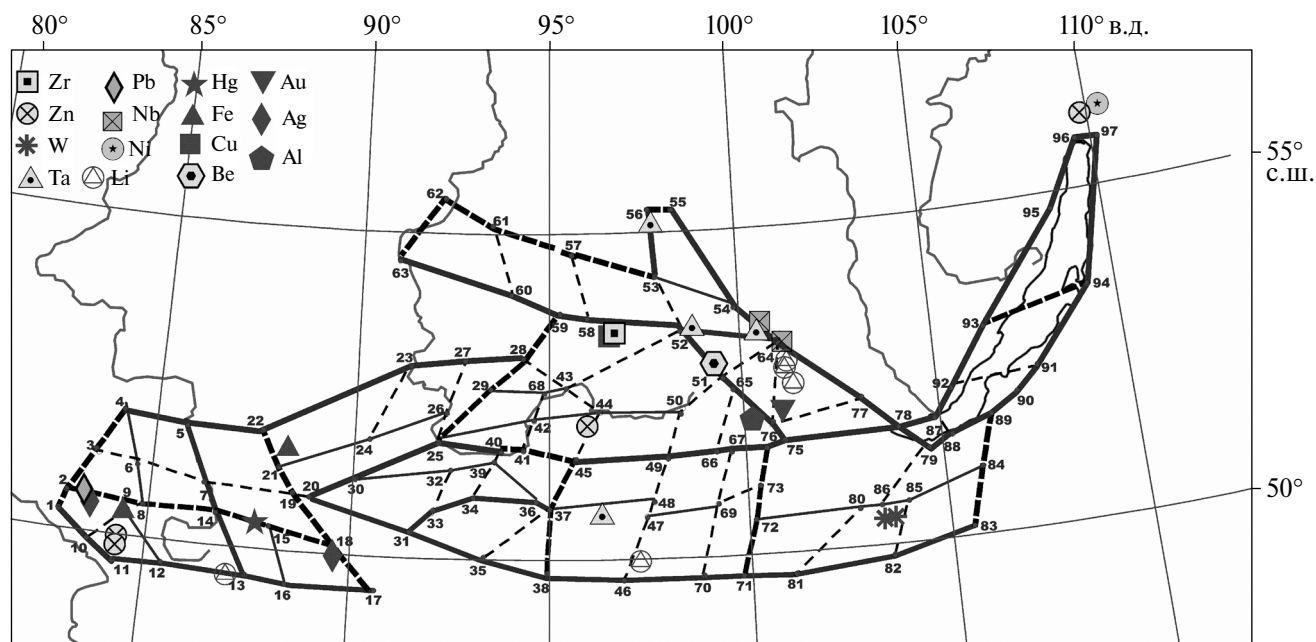 80° 85° 90° 95° 100° 105° 110° в.д.
Zr Pb Hg Au
Zn Nb Fe Ag
W Ni Cu Al
Ta Li Be
55°
с.ш.
50°
96 97
62 61 56 55 95
57
63 60 53 94
59 58 54 93
52 64
23 27 28 51 65 92 91
29 68 43 77 90
4 5 22 26 42 44 50 78 87 89
3 24 25 40 41 67 76 75 79 88
6 21 39 45 49 66 84
2 7 19 20 30 32 48 73 86 85
1 9 8 14 33 34 36 37 47 69 72 80 83
10 15 18 31
11 12 13 16 17 35 38 46 70 71 81 82